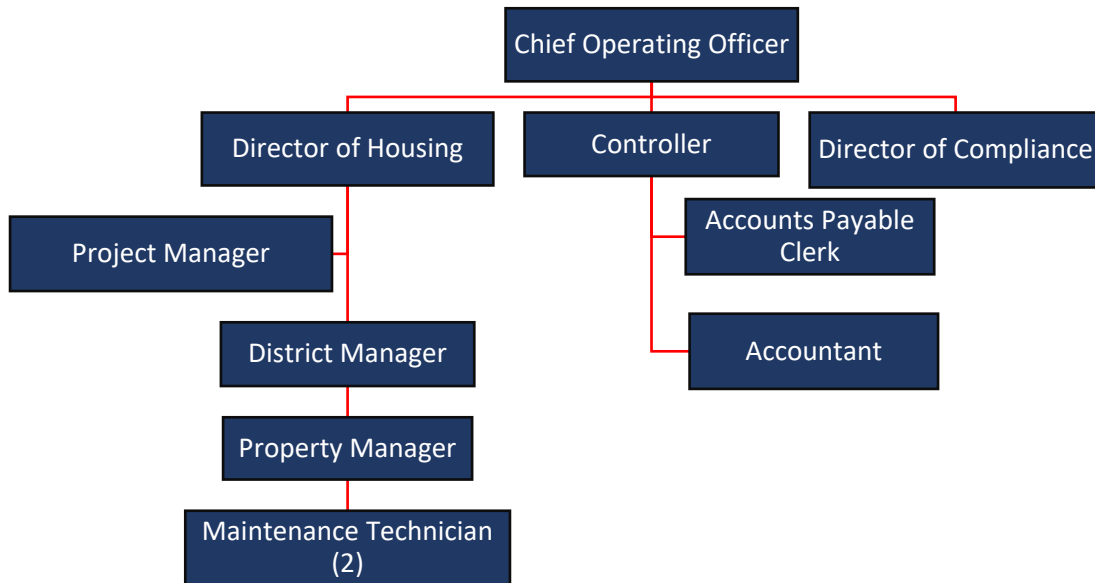 Chief Operating Officer
Director of Housing
Controller
Director of Compliance
Project Manager
Accounts Payable
Clerk
District Manager
Accountant
Property Manager
Maintenance Technician
(2)